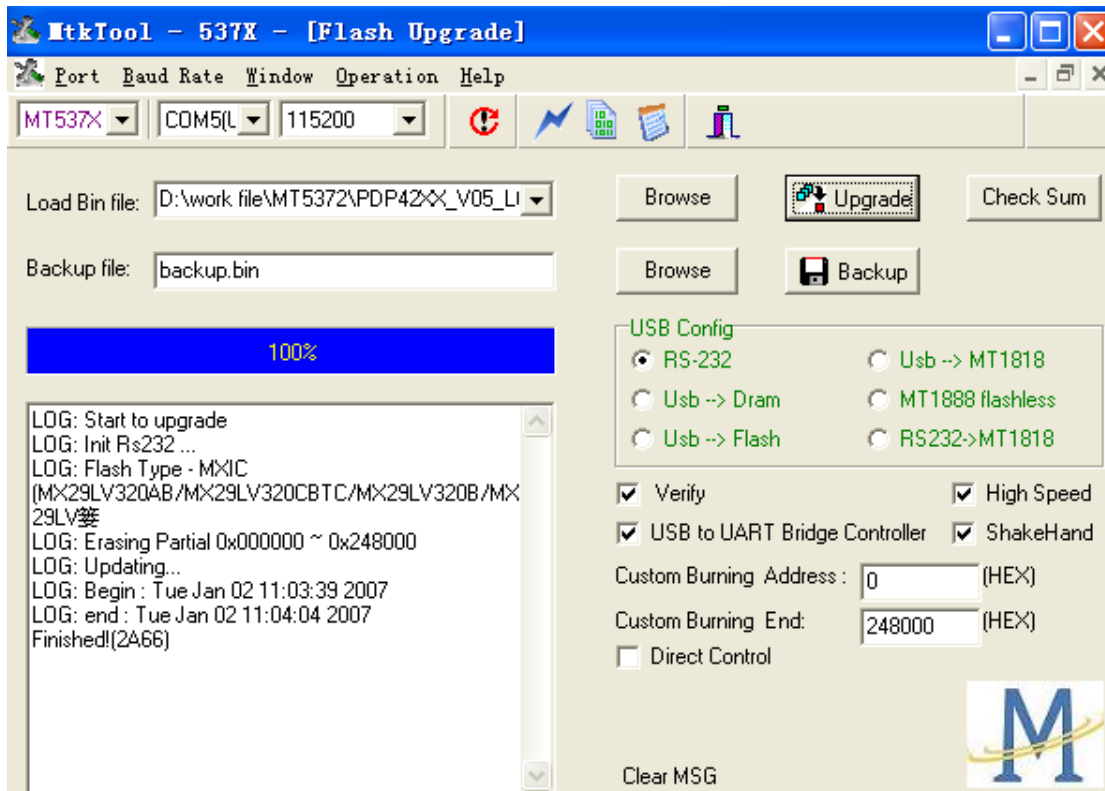 MtkTool - 537X - [Flash Upgrade]
Port Baud Rate Window Operation Help
MT537X COM5(U 115200
Load Bin file: D:\work file\MT5372\PDP42XX_V05_L Browse Upgrade Check Sum
Backup file: backup.bin Browse Backup
100%
USB Config
RS-232 Usb --> MT1818
Usb --> Dram MT1888 flashless
Usb --> Flash RS232->MT1818
Verify High Speed
USB to UART Bridge Controller ShakeHand
Custom Burning Address : 0 (HEX)
Custom Burning End: 248000 (HEX)
Direct Control
LOG: Start to upgrade
LOG: Init Rs232 ...
LOG: Flash Type - MXIC
(MX29LV320AB/MX29LV320CBTC/MX29LV320B/MX
29LV
LOG: Erasing Partial 0x000000 ~ 0x248000
LOG: Updating...
LOG: Begin : Tue Jan 02 11:03:39 2007
LOG: end : Tue Jan 02 11:04:04 2007
Finished!(2A66)
Clear MSG
M